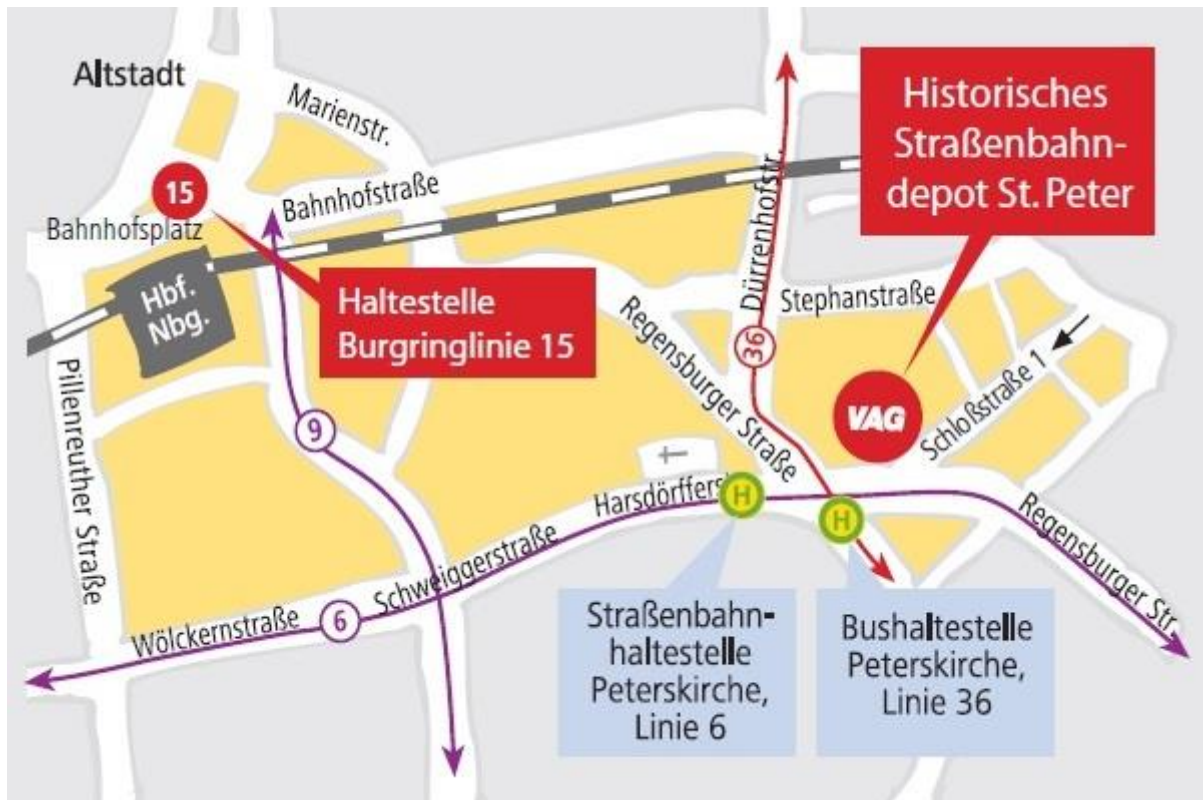 Altstadt
Marienstr.
Historisches
Straßenbahn-
depot St. Peter
15
Bahnhofstraße
Bahnhofsplatz
Dürrenhofstr.
Hbf.
Nbg.
Haltestelle
Burgringlinie 15
Stephanstraße
Regensburger Straße
36
Pillenreuther Straße
VAG
Schloßstraße 1
9
Harsdörfferstr
H
H
Regensburger Str
Schweiggerstraße
6
Wölckernstraße
Straßenbahn-
haltestelle
Peterskirche,
Linie 6
Bushaltestelle
Peterskirche,
Linie 36